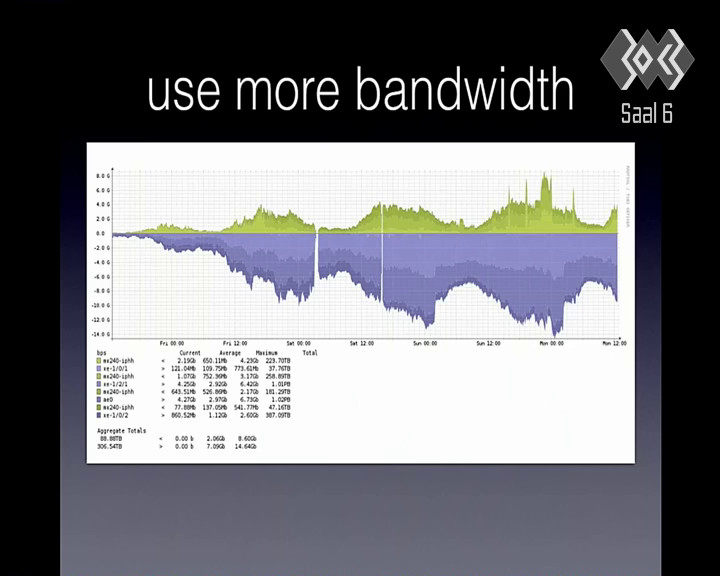 use more bandwidth
Saal 6
8.0 G
6.0 G
4.0 G
2.0 G
0.0
-2.0 G
-4.0 G
-6.0 G
-8.0 G
-10.0 G
-12.0 G
-14.0 G
Fri 00:00 Fri 12:00 Sat 00:00 Sat 12:00 Sun 00:00 Sun 12:00 Mon 00:00 Mon 12:00
bps Current Average Maximum Total
mx240-iphh < 2.19Gb 650.11Mb 4.23Gb 223.70TB
xe-1/0/1 > 121.04Mb 109.75Mb 773.61Mb 37.76TB
mx240-iphh < 1.07Gb 752.36Mb 3.17Gb 258.89TB
xe-1/2/1 > 4.25Gb 2.92Gb 6.42Gb 1.01PB
mx240-iphh < 643.51Mb 526.86Mb 2.17Gb 181.29TB
ae0 > 4.27Gb 2.97Gb 6.73Gb 1.02PB
mx240-iphh < 77.88Mb 137.05Mb 541.77Mb 47.16TB
xe-1/0/2 > 860.52Mb 1.12Gb 2.60Gb 387.09TB
Aggregate Totals
88.88TB < 0.00 b 2.06Gb 8.60Gb
306.54TB > 0.00 b 7.09Gb 14.64Gb